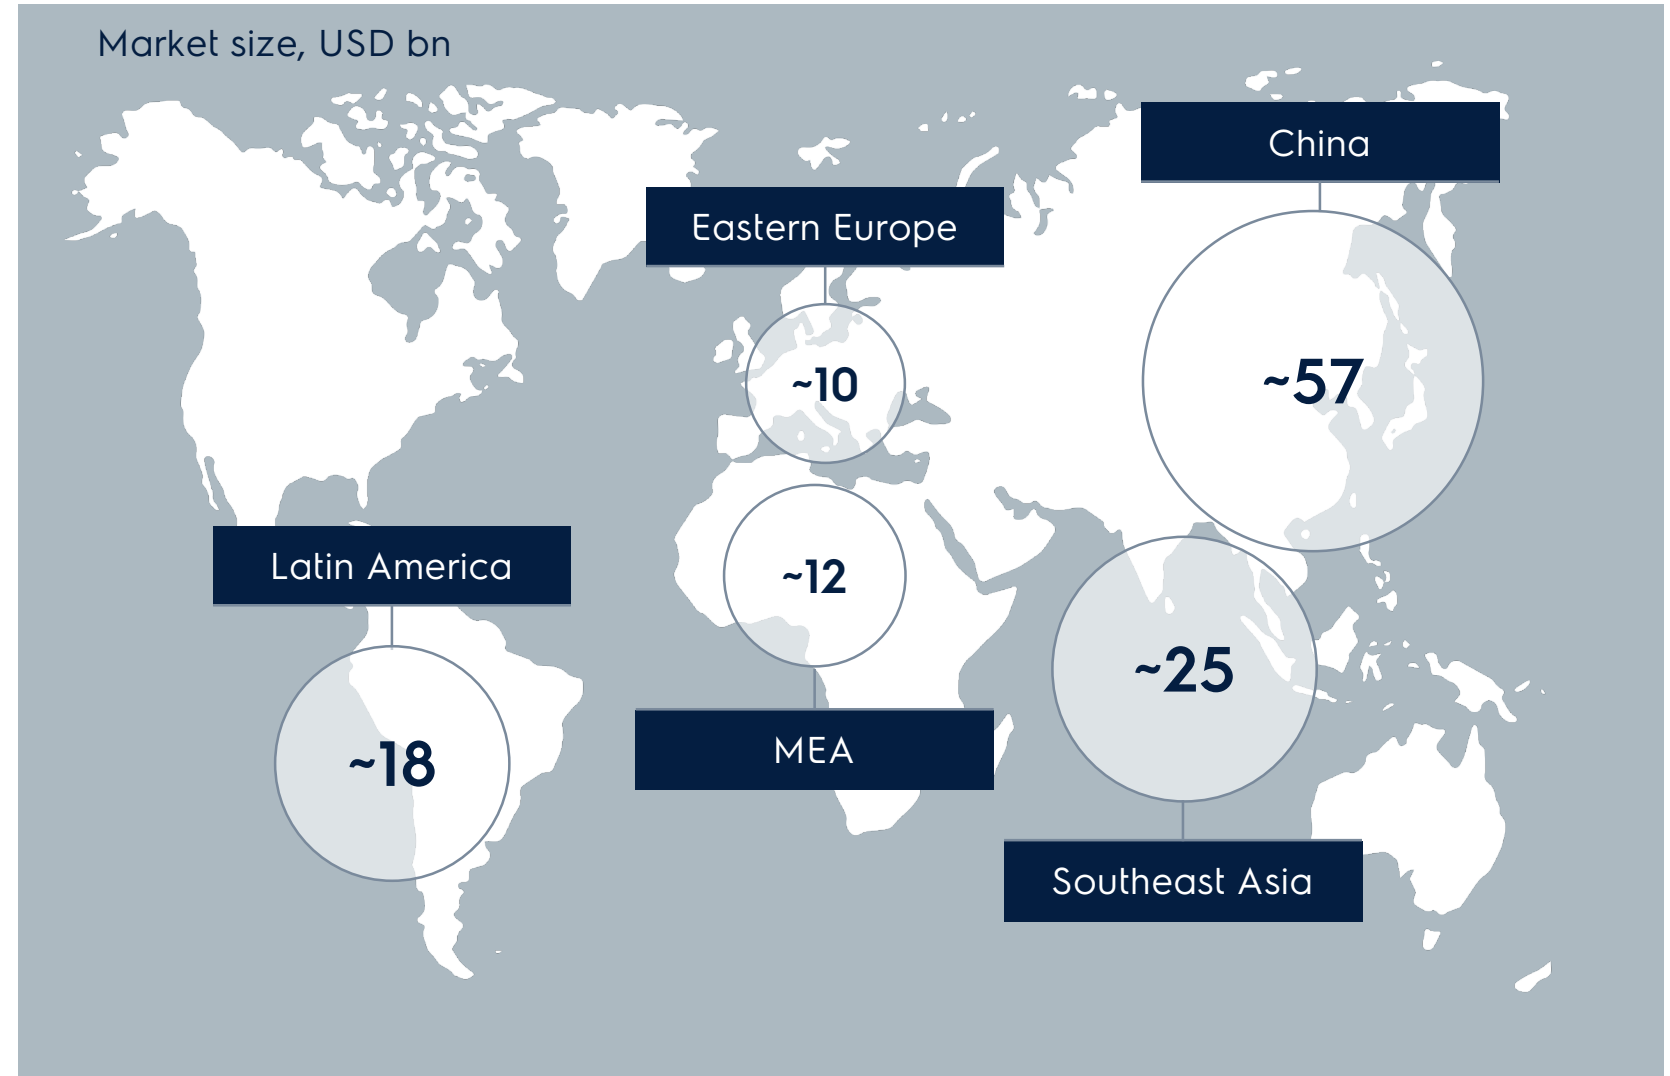 Market size, USD bn
China
Eastern Europe
~57
~10
Latin America
~12
~25
~18
MEA
Southeast Asia